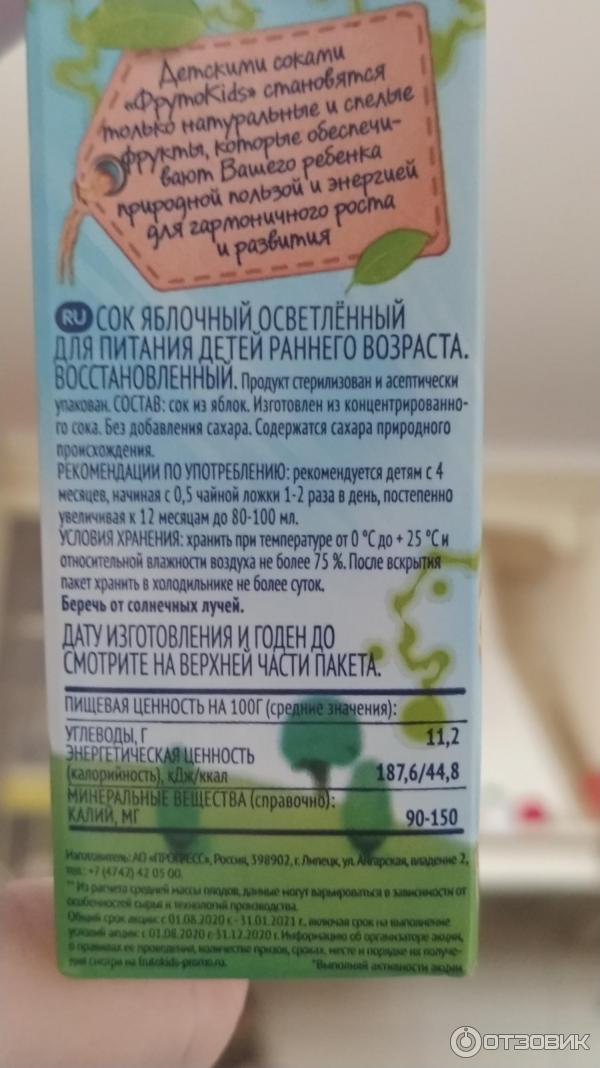 Детскими соками
«ФрутоKids» становятся
только натуральные и спелые
фрукты, которые обеспечи-
вают Вашего ребенка
природной пользой и энергией
для гармоничного роста
и развития
RU СОК ЯБЛОЧНЫЙ ОСВЕТЛЁННЫЙ
ДЛЯ ПИТАНИЯ ДЕТЕЙ РАННЕГО ВОЗРАСТА.
ВОССТАНОВЛЕННЫЙ. Продукт стерилизован и асептически
упакован. СОСТАВ: сок из яблок. Изготовлен из концентрированно-
го сока. Без добавления сахара. Содержатся сахара природного
происхождения.
РЕКОМЕНДАЦИИ ПО УПОТРЕБЛЕНИЮ: рекомендуется детям с 4
месяцев, начиная с 0,5 чайной ложки 1-2 раза в день, постепенно
увеличивая к 12 месяцам до 80-100 мл.
УСЛОВИЯ ХРАНЕНИЯ: хранить при температуре от 0 °С до + 25 °С и
относительной влажности воздуха не более 75 %. После вскрытия
пакет хранить в холодильнике не более суток.
Беречь от солнечных лучей.
ДАТУ ИЗГОТОВЛЕНИЯ И ГОДЕН ДО
СМОТРИТЕ НА ВЕРХНЕЙ ЧАСТИ ПАКЕТА.
ПИЩЕВАЯ ЦЕННОСТЬ НА 100Г (средние значения):
УГЛЕВОДЫ, Г 11,2
ЭНЕРГЕТИЧЕСКАЯ ЦЕННОСТЬ
(калорийность), кДж/ккал 187,6/44,8
МИНЕРАЛЬНЫЕ ВЕЩЕСТВА (справочно):
КАЛИЙ, МГ 90-150
Изготовитель: АО «ПРОГРЕСС», Россия, 398902, г. Липецк, ул. Ангарская, владение 2,
тел.: +7 (4742) 42 05 00.
** Из расчета средней массы плодов, данные могут варьироваться в зависимости от
особенностей сырья и технологий производства.
Общий срок акции: с 01.08.2020 г. - 31.01.2021 г., включая срок на выполнение
условий акции: с 01.08.2020 г. 31.12.2020 г. Информацию об организаторе акции,
о правилах ее проведения, количестве призов, сроках, месте и порядке их получе-
ния смотри на frutokids-promo.ru. *Выполняй активности акции
ОТЗОВИК